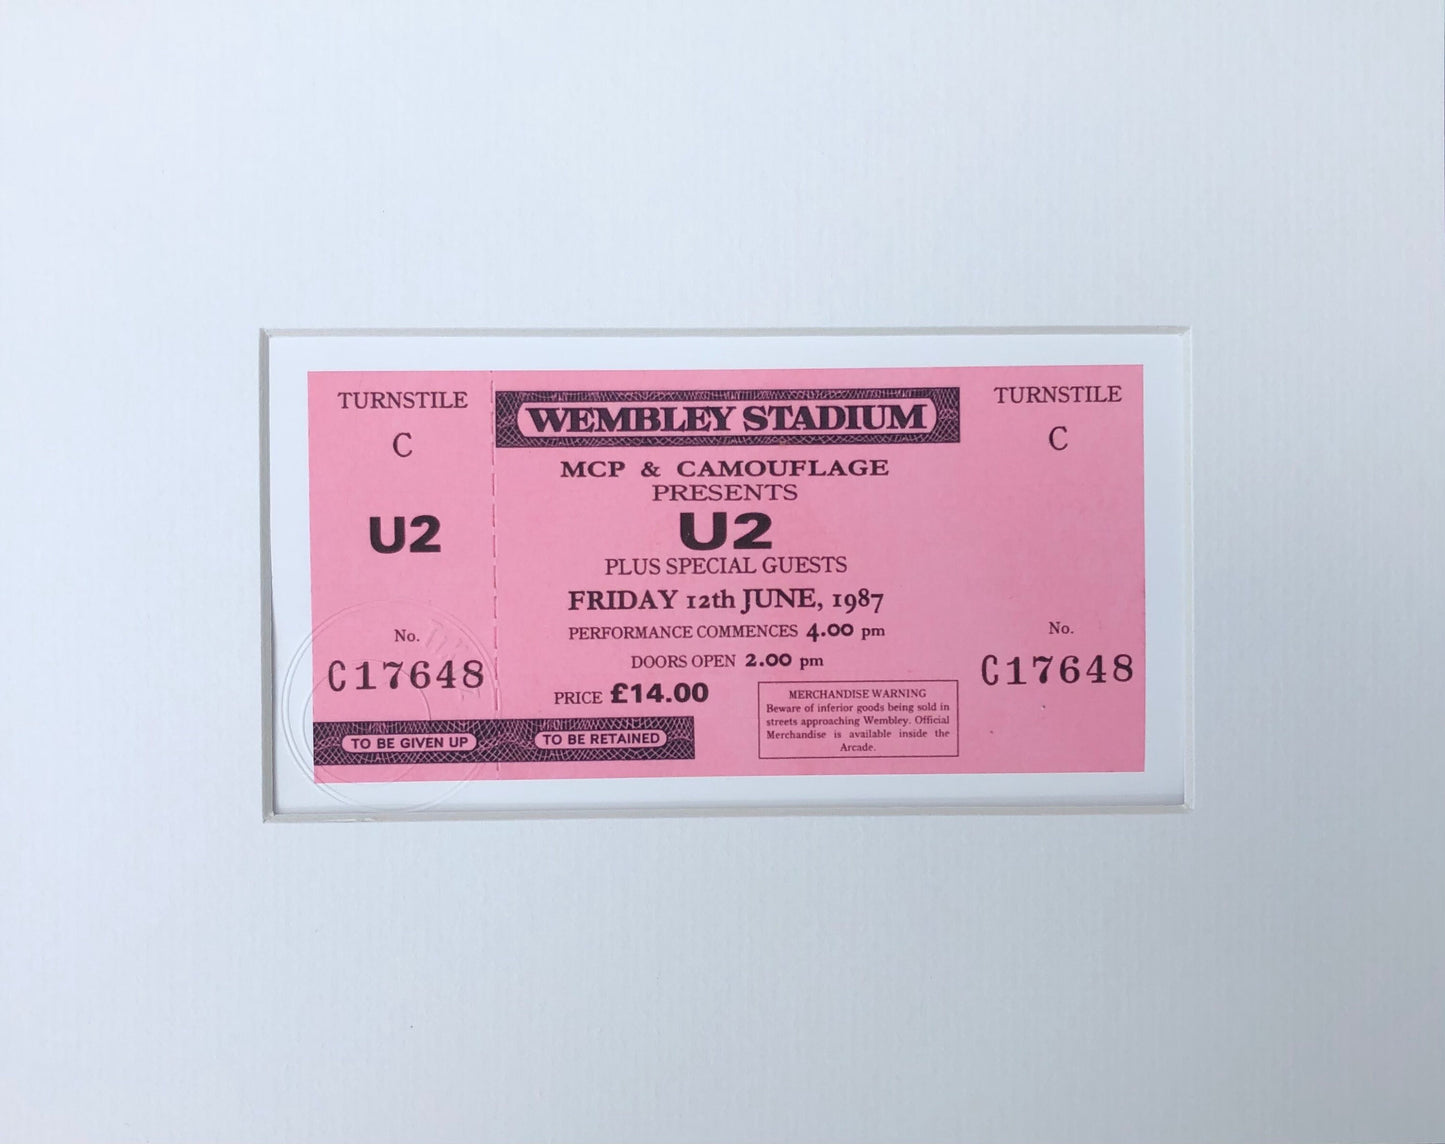 TURNSTILE
C
U2
No.
C17648
TO BE GIVEN UP
WEMBLEY STADIUM
MCP & CAMOUFLAGE
PRESENTS
U2
PLUS SPECIAL GUESTS
FRIDAY 12th JUNE, 1987
PERFORMANCE COMMENCES 4.00 pm
DOORS OPEN 2.00 pm
PRICE £14.00
TO BE RETAINED
MERCHANDISE WARNING
Beware of inferior goods being sold in
streets approaching Wembley. Official
Merchandise is available inside the
Arcade.
TURNSTILE
C
No.
C17648